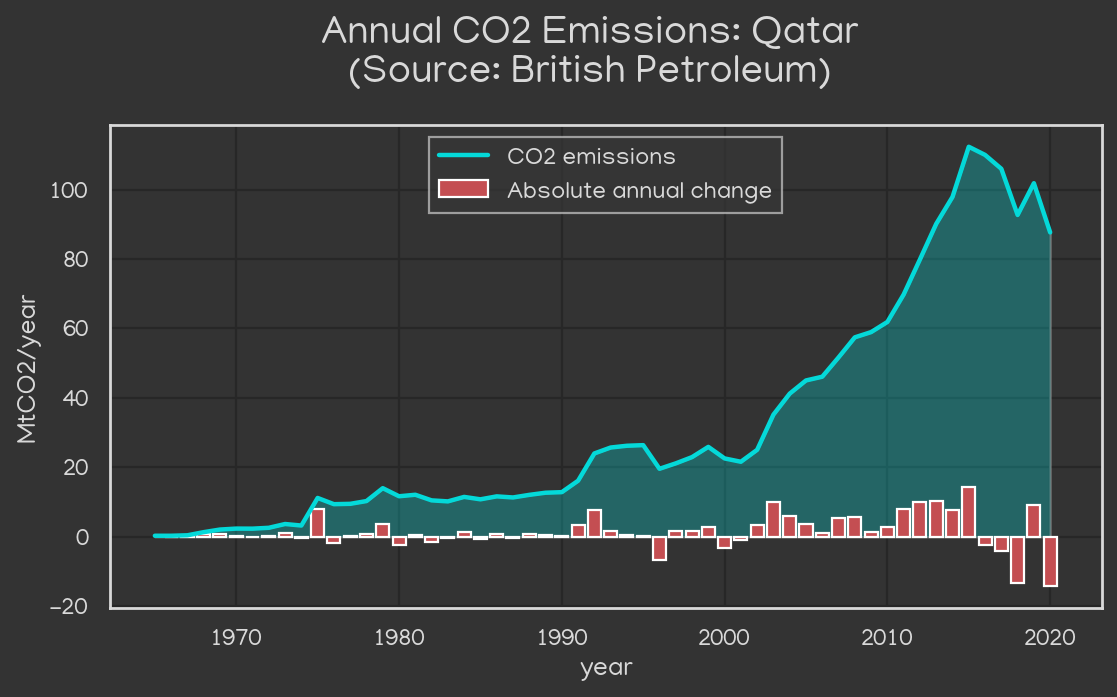 Annual CO2 Emissions: Qatar
(Source: British Petroleum)
CO2 emissions
Absolute annual change
MtCO2/year
100
80
60
40
20
0
−20
1970 1980 1990 2000 2010 2020
year